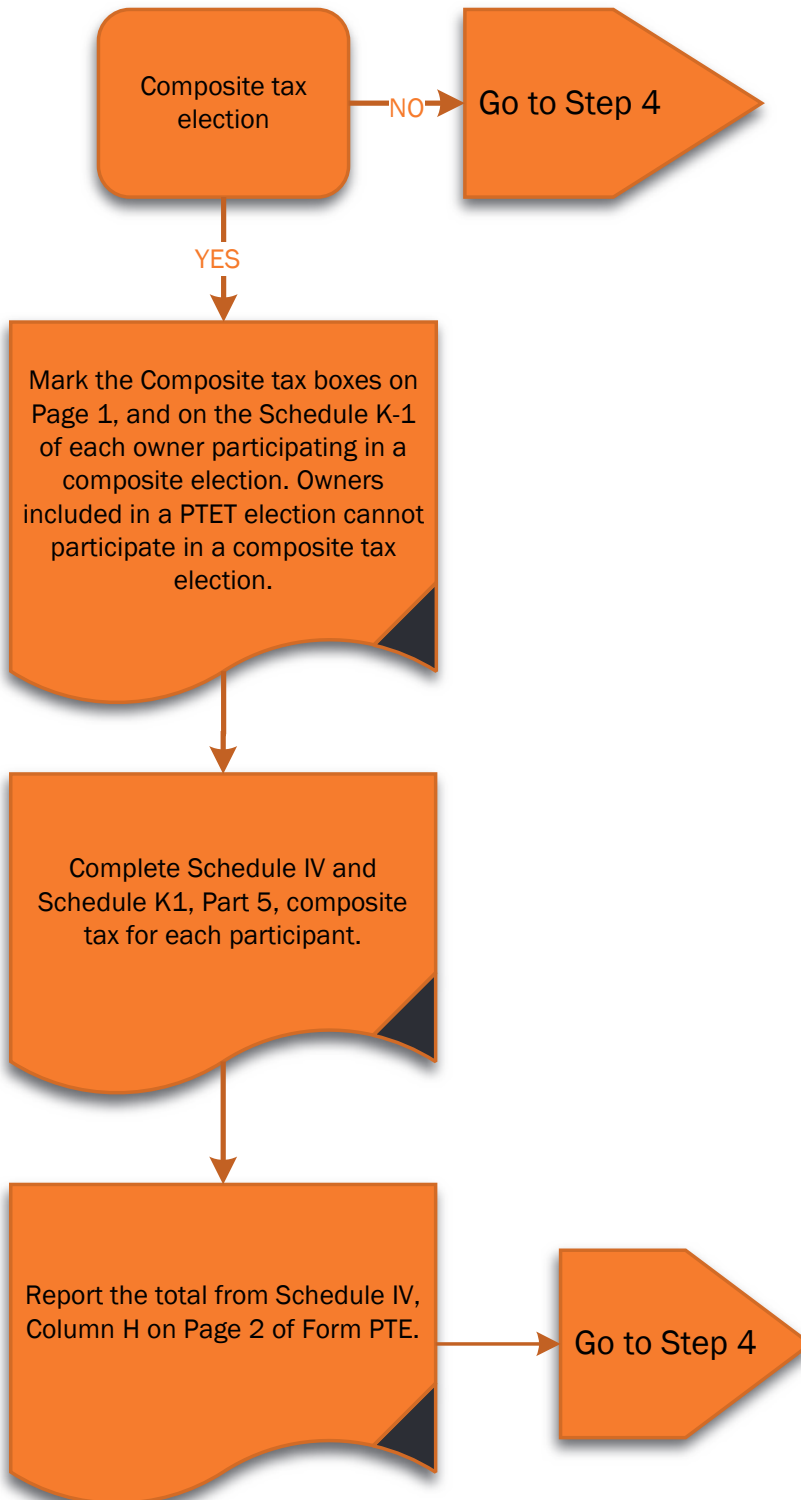 Composite tax
election
NO
Go to Step 4
YES
Mark the Composite tax boxes on
Page 1, and on the Schedule K-1
of each owner participating in a
composite election. Owners
included in a PTET election cannot
participate in a composite tax
election.
Complete Schedule IV and
Schedule K1, Part 5, composite
tax for each participant.
Report the total from Schedule IV,
Column H on Page 2 of Form PTE.
Go to Step 4